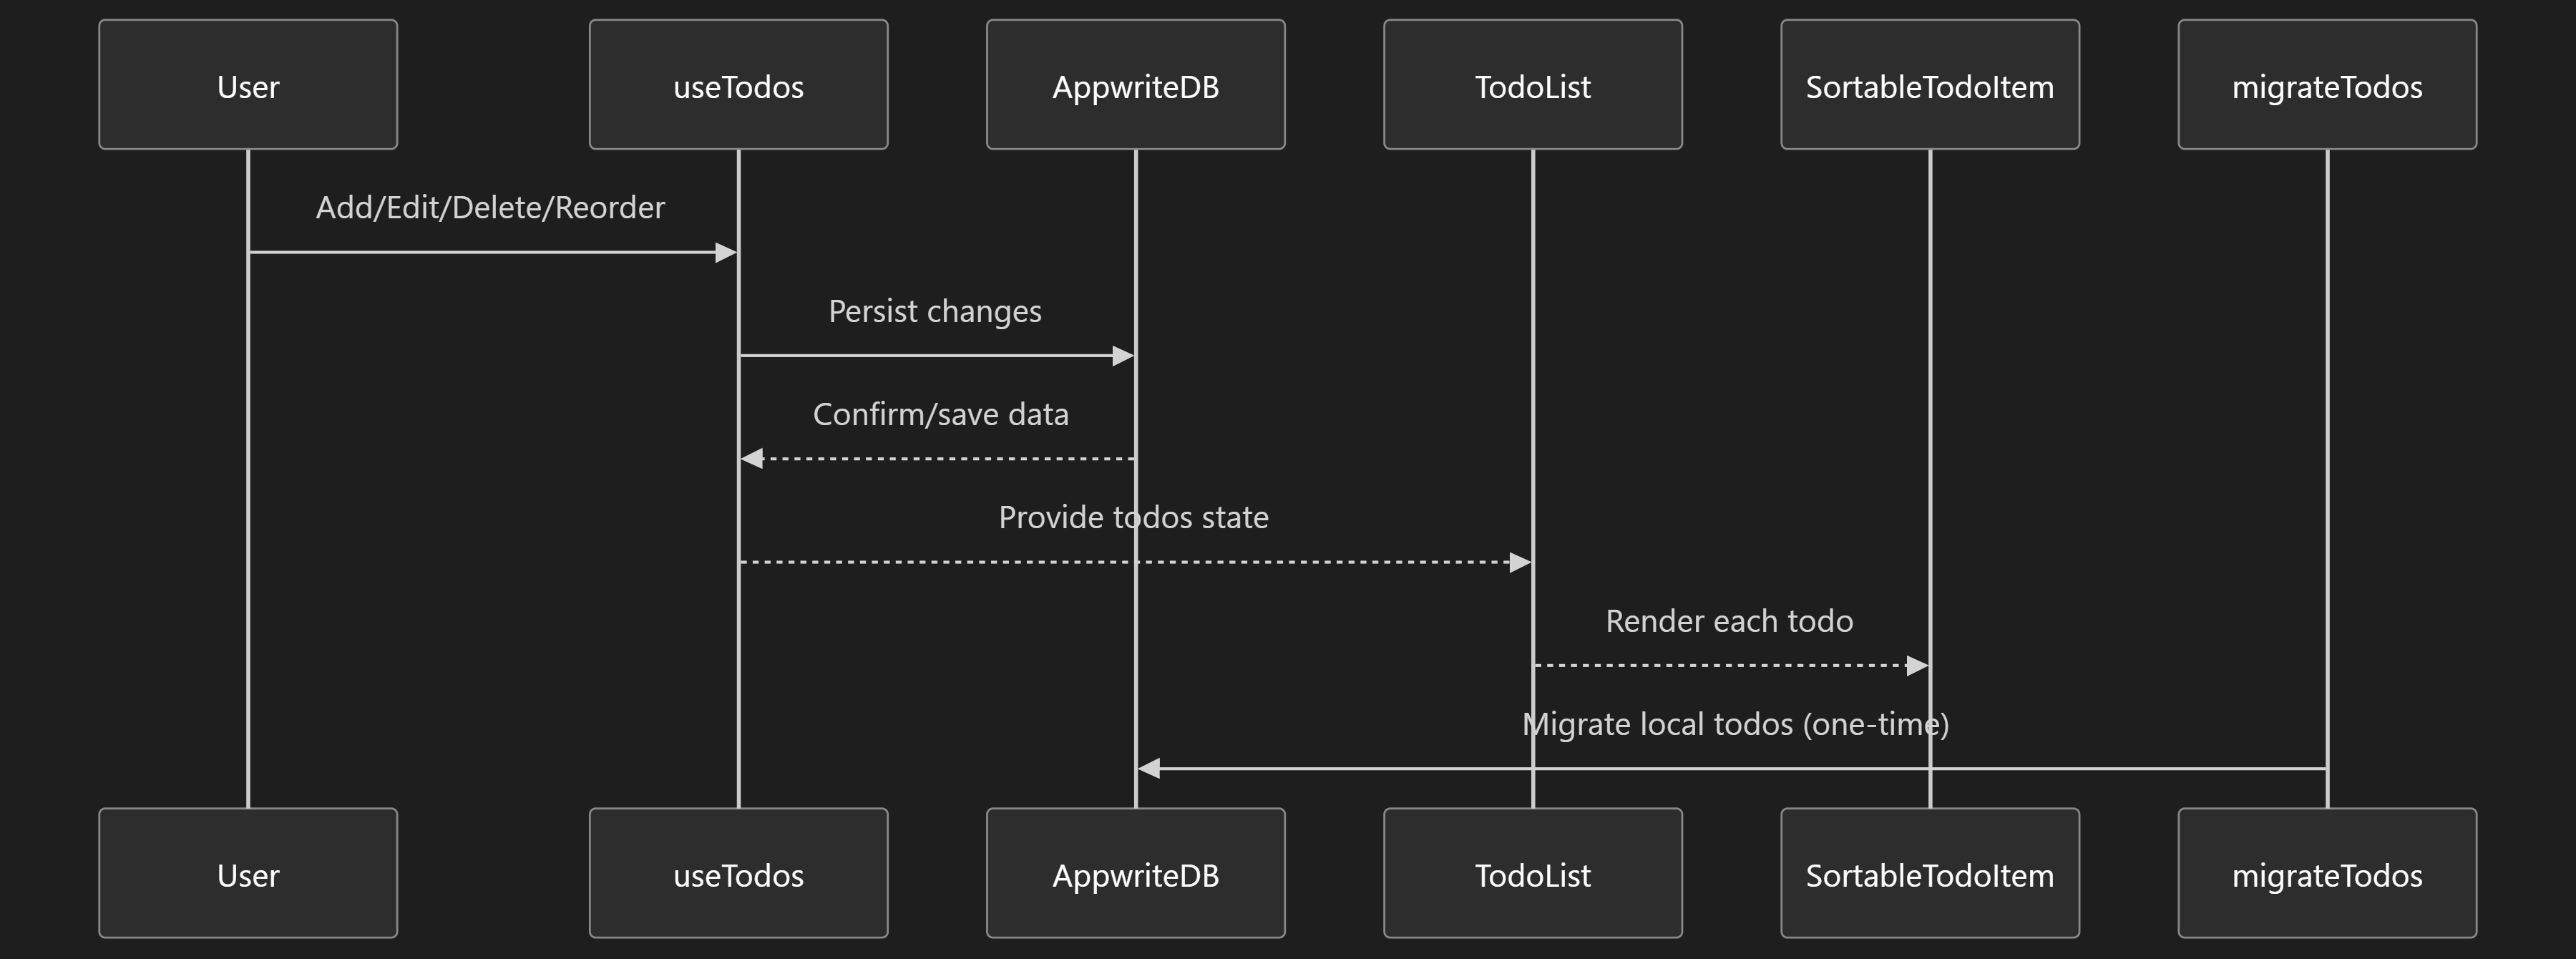 User
useTodos
AppwriteDB
TodoList
SortableTodoItem
migrateTodos
Add/Edit/Delete/Reorder
Persist changes
Confirm/save data
Provide todos state
Render each todo
Migrate local todos (one-time)
User
useTodos
AppwriteDB
TodoList
SortableTodoItem
migrateTodos